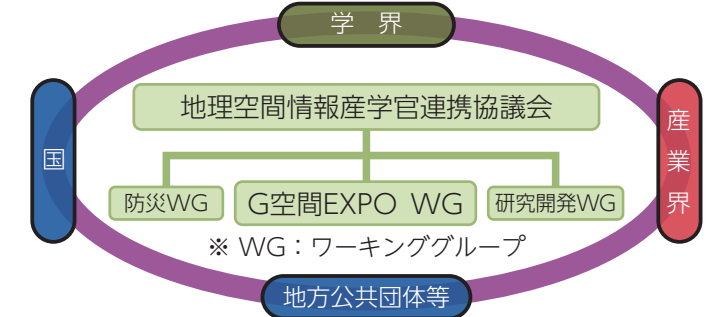 学界
地理空間情報産学官連携協議会
国
産業界
防災WG
G空間EXPO WG
研究開発WG
※ WG：ワーキンググループ
地方公共団体等